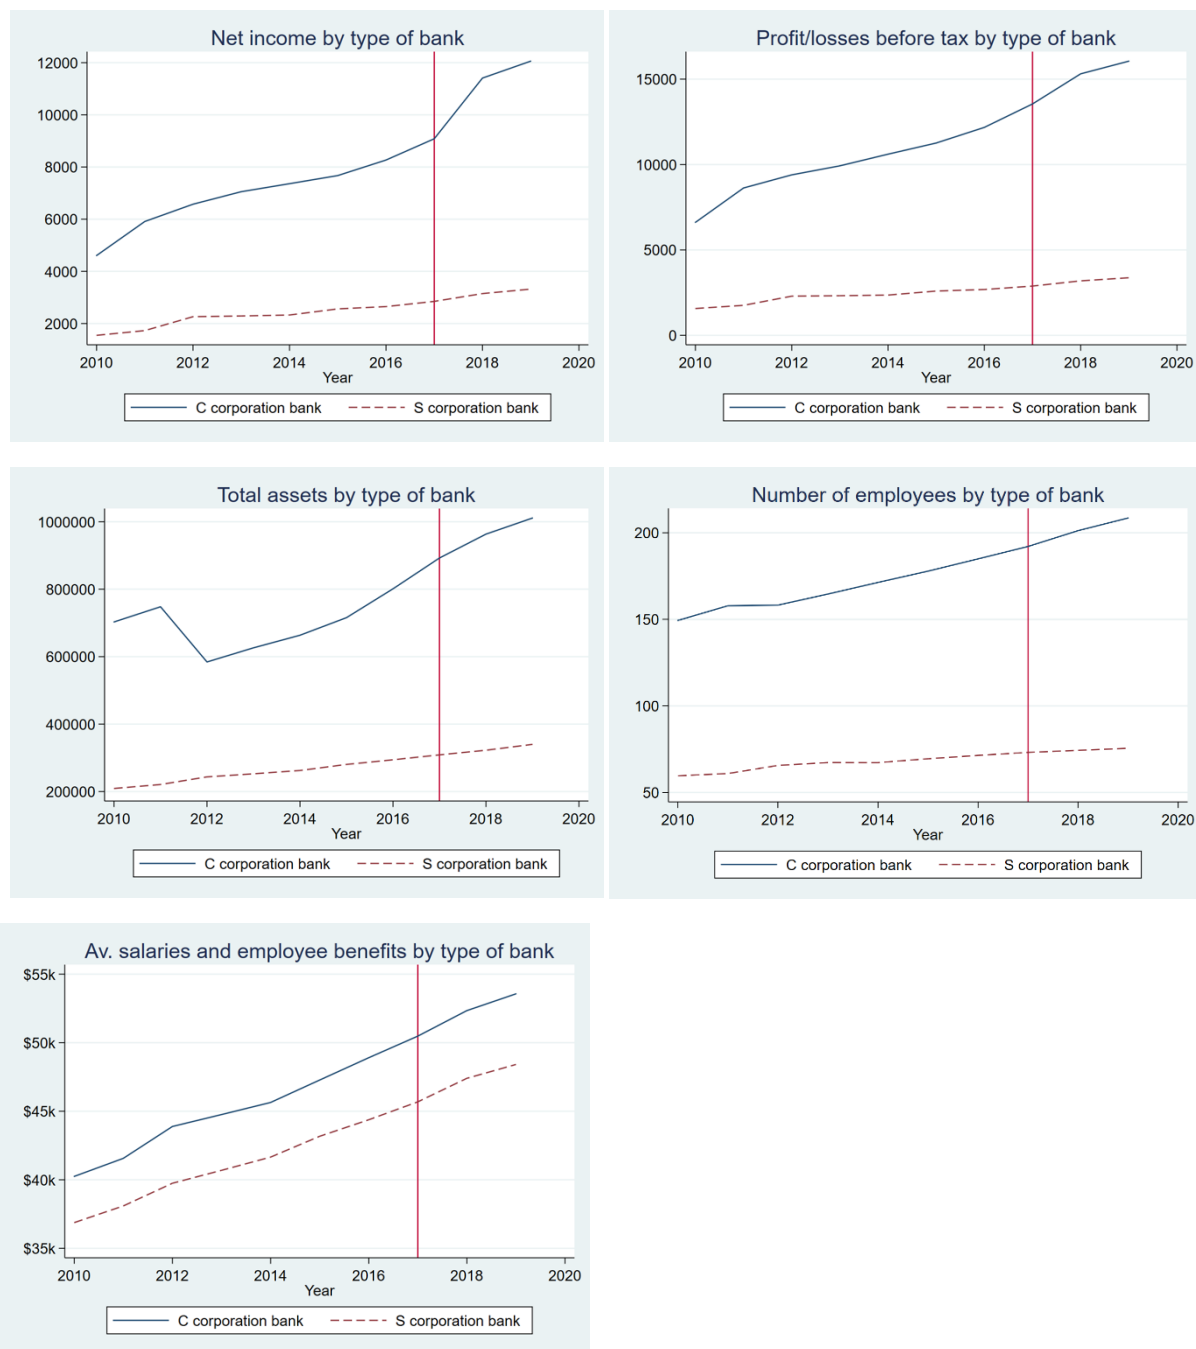 Net income by type of bank
12000
10000
8000
6000
4000
2000
2010 2012 2014 2016 2018 2020
Year
C corporation bank S corporation bank
Profit/losses before tax by type of bank
15000
10000
5000
0
2010 2012 2014 2016 2018 2020
Year
C corporation bank S corporation bank
Total assets by type of bank
1000000
800000
600000
400000
200000
2010 2012 2014 2016 2018 2020
Year
C corporation bank S corporation bank
Number of employees by type of bank
200
150
100
50
2010 2012 2014 2016 2018 2020
Year
C corporation bank S corporation bank
Av. salaries and employee benefits by type of bank
$55k
$50k
$45k
$40k
$35k
2010 2012 2014 2016 2018 2020
Year
C corporation bank S corporation bank